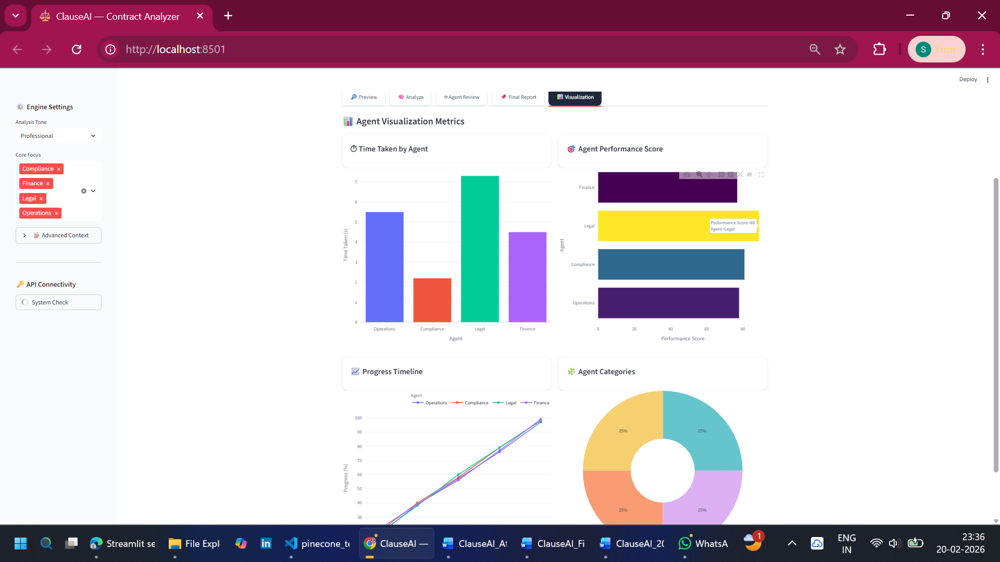 ClauseAI — Contract Analyzer
http://localhost:8501
S
Error
Deploy
Engine Settings
Analysis Tone
Professional
Core Focus
Compliance ×
Finance ×
Legal ×
Operations ×
Advanced Context
API Connectivity
System Check
Preview
Analyze
Agent Review
Final Report
Visualization
Agent Visualization Metrics
Time Taken by Agent
7
6
5
4
3
2
1
0
Time Taken (s)
Operations
Compliance
Legal
Finance
Agent
Agent Performance Score
Finance
Legal
Compliance
Operations
Agent
Performance Score=89
Agent=Legal
0
20
40
60
80
Performance Score
Progress Timeline
Agent
Operations
Compliance
Legal
Finance
100
90
80
70
60
50
40
30
Progress (%)
Agent Categories
25%
25%
25%
25%
Streamlit se
File Expl
pinecone_te
ClauseAI —
ClauseAI_At
ClauseAI_Fi
ClauseAI_20
WhatsA
1
ENG
IN
23:36
20-02-2026